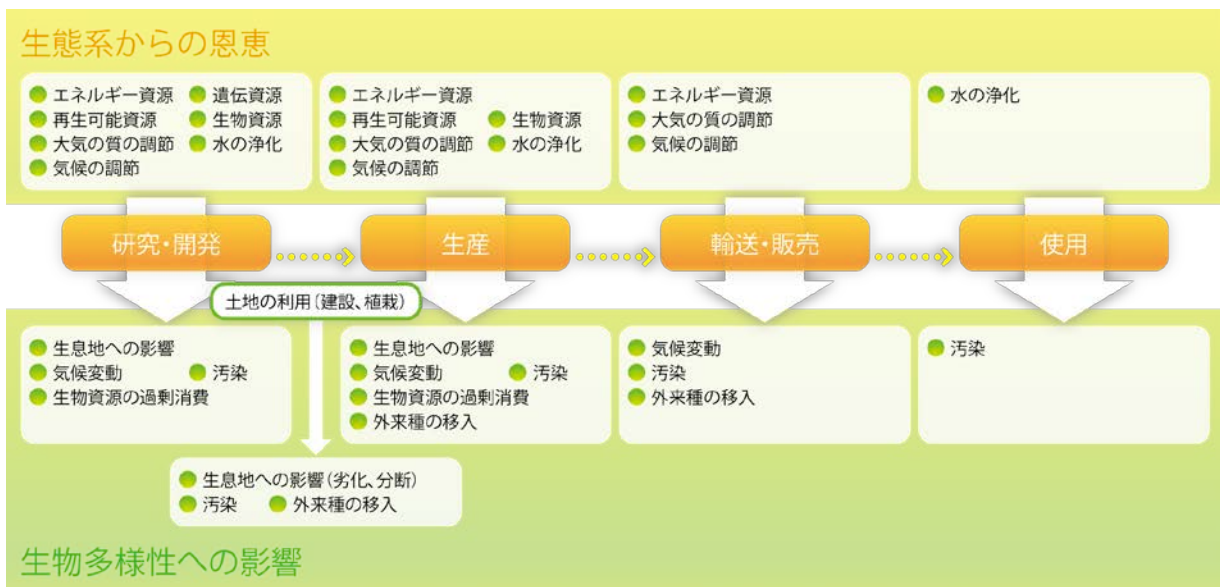 生態系からの恩恵
エネルギー資源 遺伝資源
再生可能資源 生物資源
大気の質の調節 水の浄化
気候の調節
エネルギー資源
再生可能資源 生物資源
大気の質の調節 水の浄化
気候の調節
エネルギー資源
大気の質の調節
気候の調節
水の浄化
研究・開発
生産
輸送・販売
使用
土地の利用(建設、植栽)
生息地への影響
気候変動 汚染
生物資源の過剰消費
生息地への影響
気候変動 汚染
生物資源の過剰消費
外来種の移入
気候変動
汚染
外来種の移入
汚染
生息地への影響(劣化、分断)
汚染 外来種の移入
生物多様性への影響